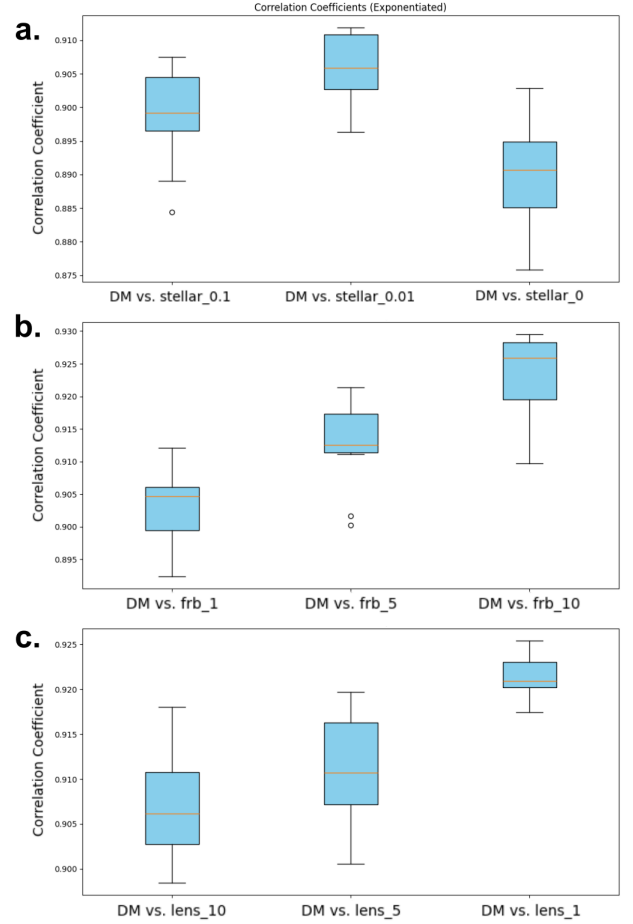 Correlation Coefficients (Exponentiated)
a.
Correlation Coefficient
0.910
0.905
0.900
0.895
0.890
0.885
0.880
0.875
DM vs. stellar_0.1 DM vs. stellar_0.01 DM vs. stellar_0
b.
Correlation Coefficient
0.930
0.925
0.920
0.915
0.910
0.905
0.900
0.895
DM vs. frb_1 DM vs. frb_5 DM vs. frb_10
c.
Correlation Coefficient
0.925
0.920
0.915
0.910
0.905
0.900
DM vs. lens_10 DM vs. lens_5 DM vs. lens_1